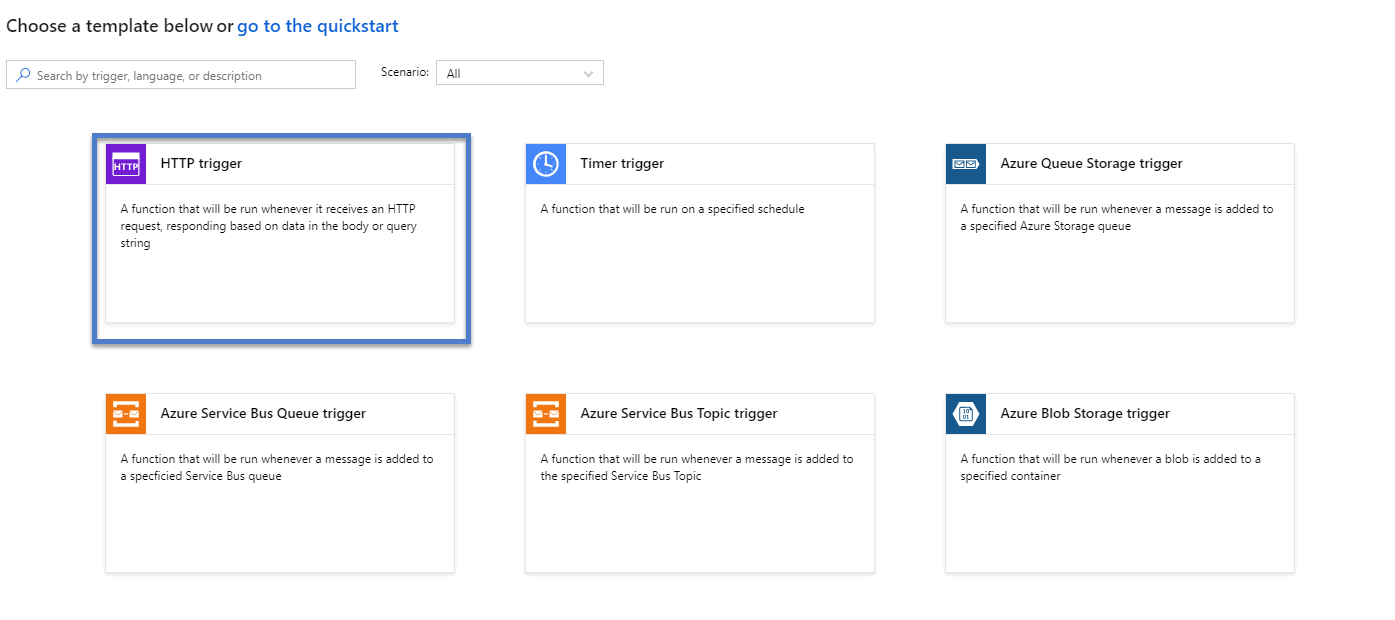 Choose a template below or go to the quickstart
Search by trigger, language, or description
Scenario:
All
HTTP
HTTP trigger
A function that will be run whenever it receives an HTTP
request, responding based on data in the body or query
string
Timer trigger
A function that will be run on a specified schedule
Azure Queue Storage trigger
A function that will be run whenever a message is added to
a specified Azure Storage queue
Azure Service Bus Queue trigger
A function that will be run whenever a message is added to
a specficied Service Bus queue
Azure Service Bus Topic trigger
A function that will be run whenever a message is added to
the specified Service Bus Topic
10
01
Azure Blob Storage trigger
A function that will be run whenever a blob is added to a
specified container